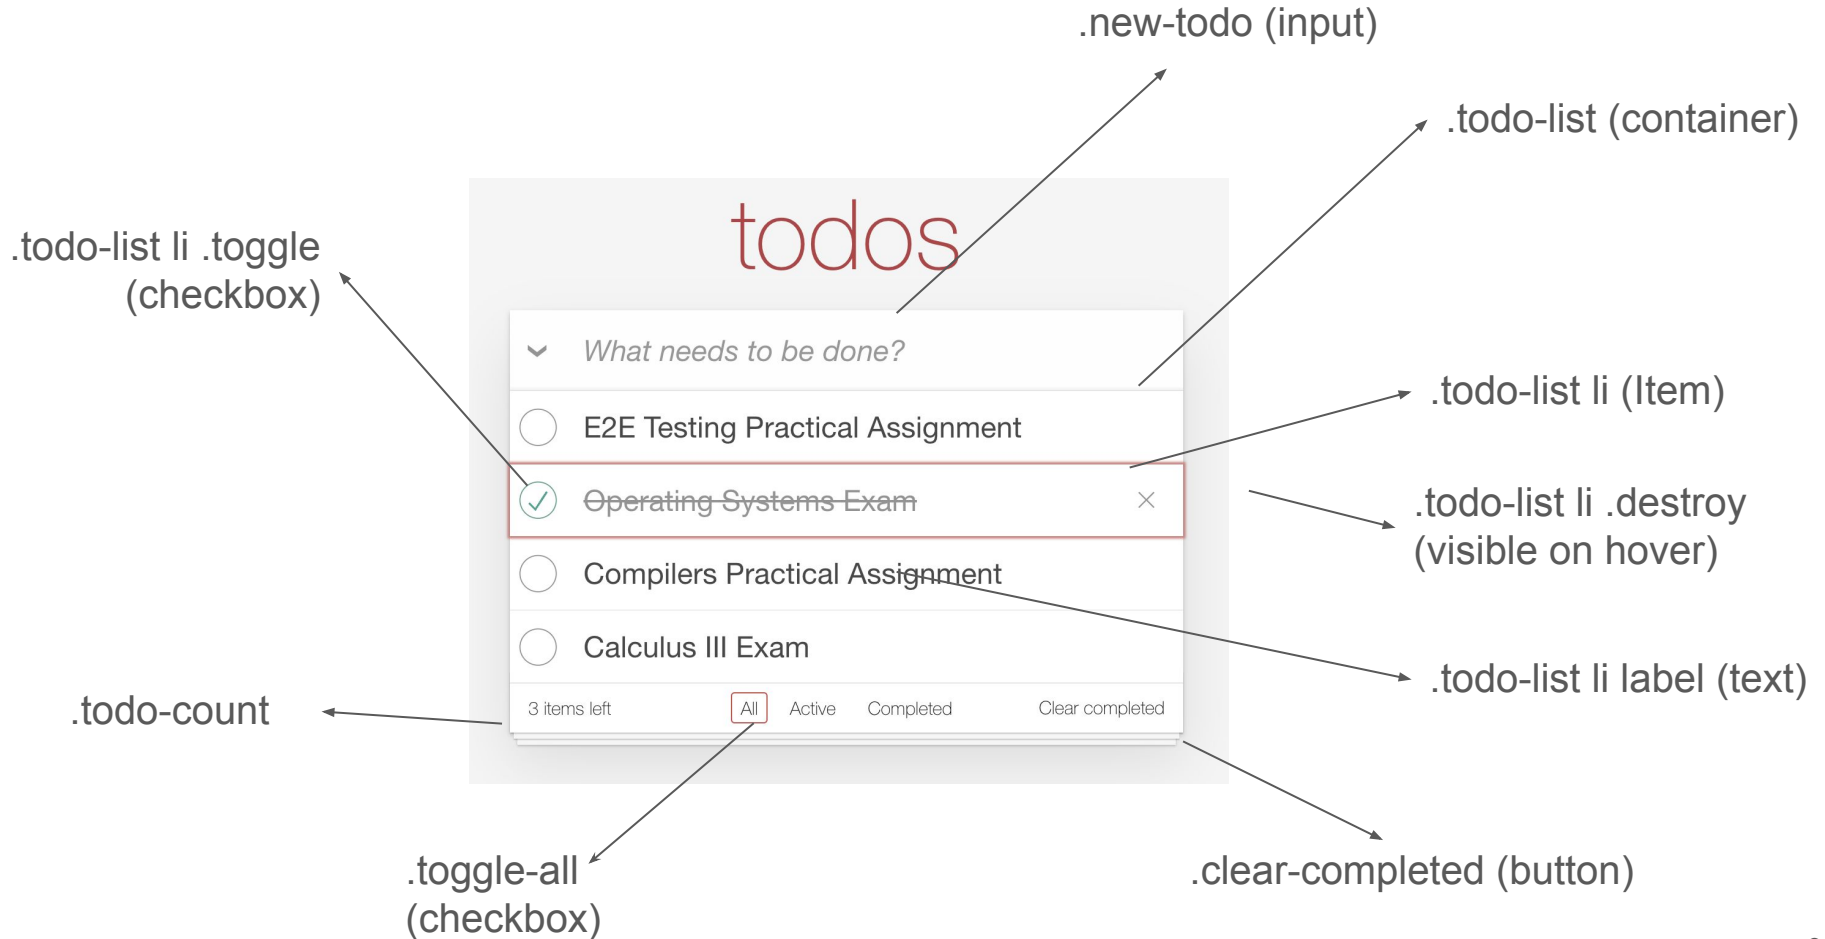 .new-todo (input)
.todo-list (container)
todos
.todo-list li .toggle
(checkbox)
What needs to be done?
.todo-list li (Item)
E2E Testing Practical Assignment
Operating Systems Exam
.todo-list li .destroy
(visible on hover)
Compilers Practical Assignment
Calculus III Exam
.todo-list li label (text)
.todo-count
3 items left
All
Active
Completed
Clear completed
.toggle-all
(checkbox)
.clear-completed (button)